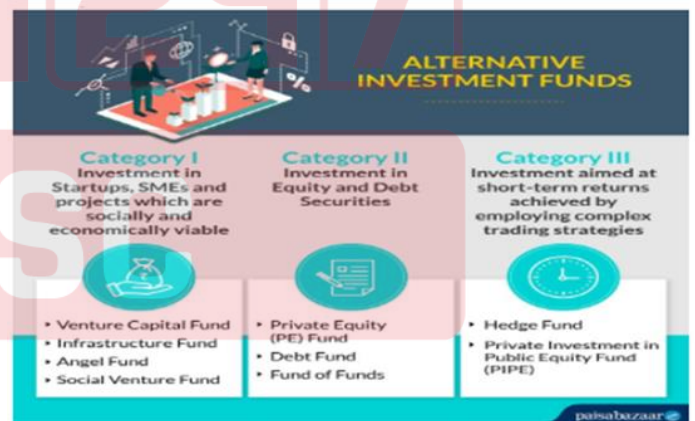 ALTERNATIVE
INVESTMENT FUNDS
Category I
Investment in
Startups, SMEs and
projects which are
socially and
economically viable
Category II
Investment in
Equity and Debt
Securities
Category III
Investment aimed at
short-term returns
achieved by
employing complex
trading strategies
‣ Venture Capital Fund
‣ Infrastructure Fund
‣ Angel Fund
‣ Social Venture Fund
‣ Private Equity
(PE) Fund
‣ Debt Fund
‣ Fund of Funds
‣ Hedge Fund
‣ Private Investment in
Public Equity Fund
(PIPE)
paisabazaar